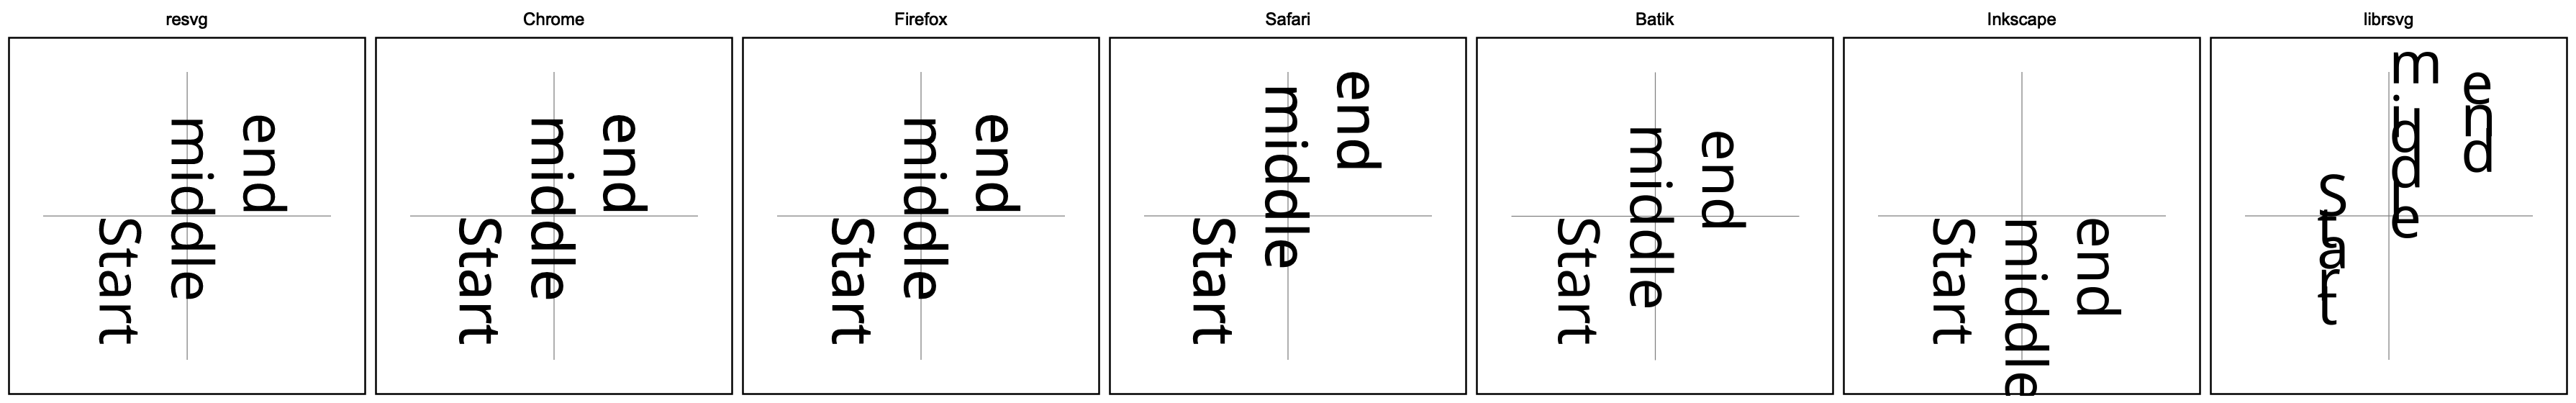 resvg
Start
middle
end
Chrome
Start
middle
end
Firefox
Start
middle
end
Safari
Start
middle
end
Batik
Start
middle
end
Inkscape
Start
middle
end
librsvg
Start
middle
end